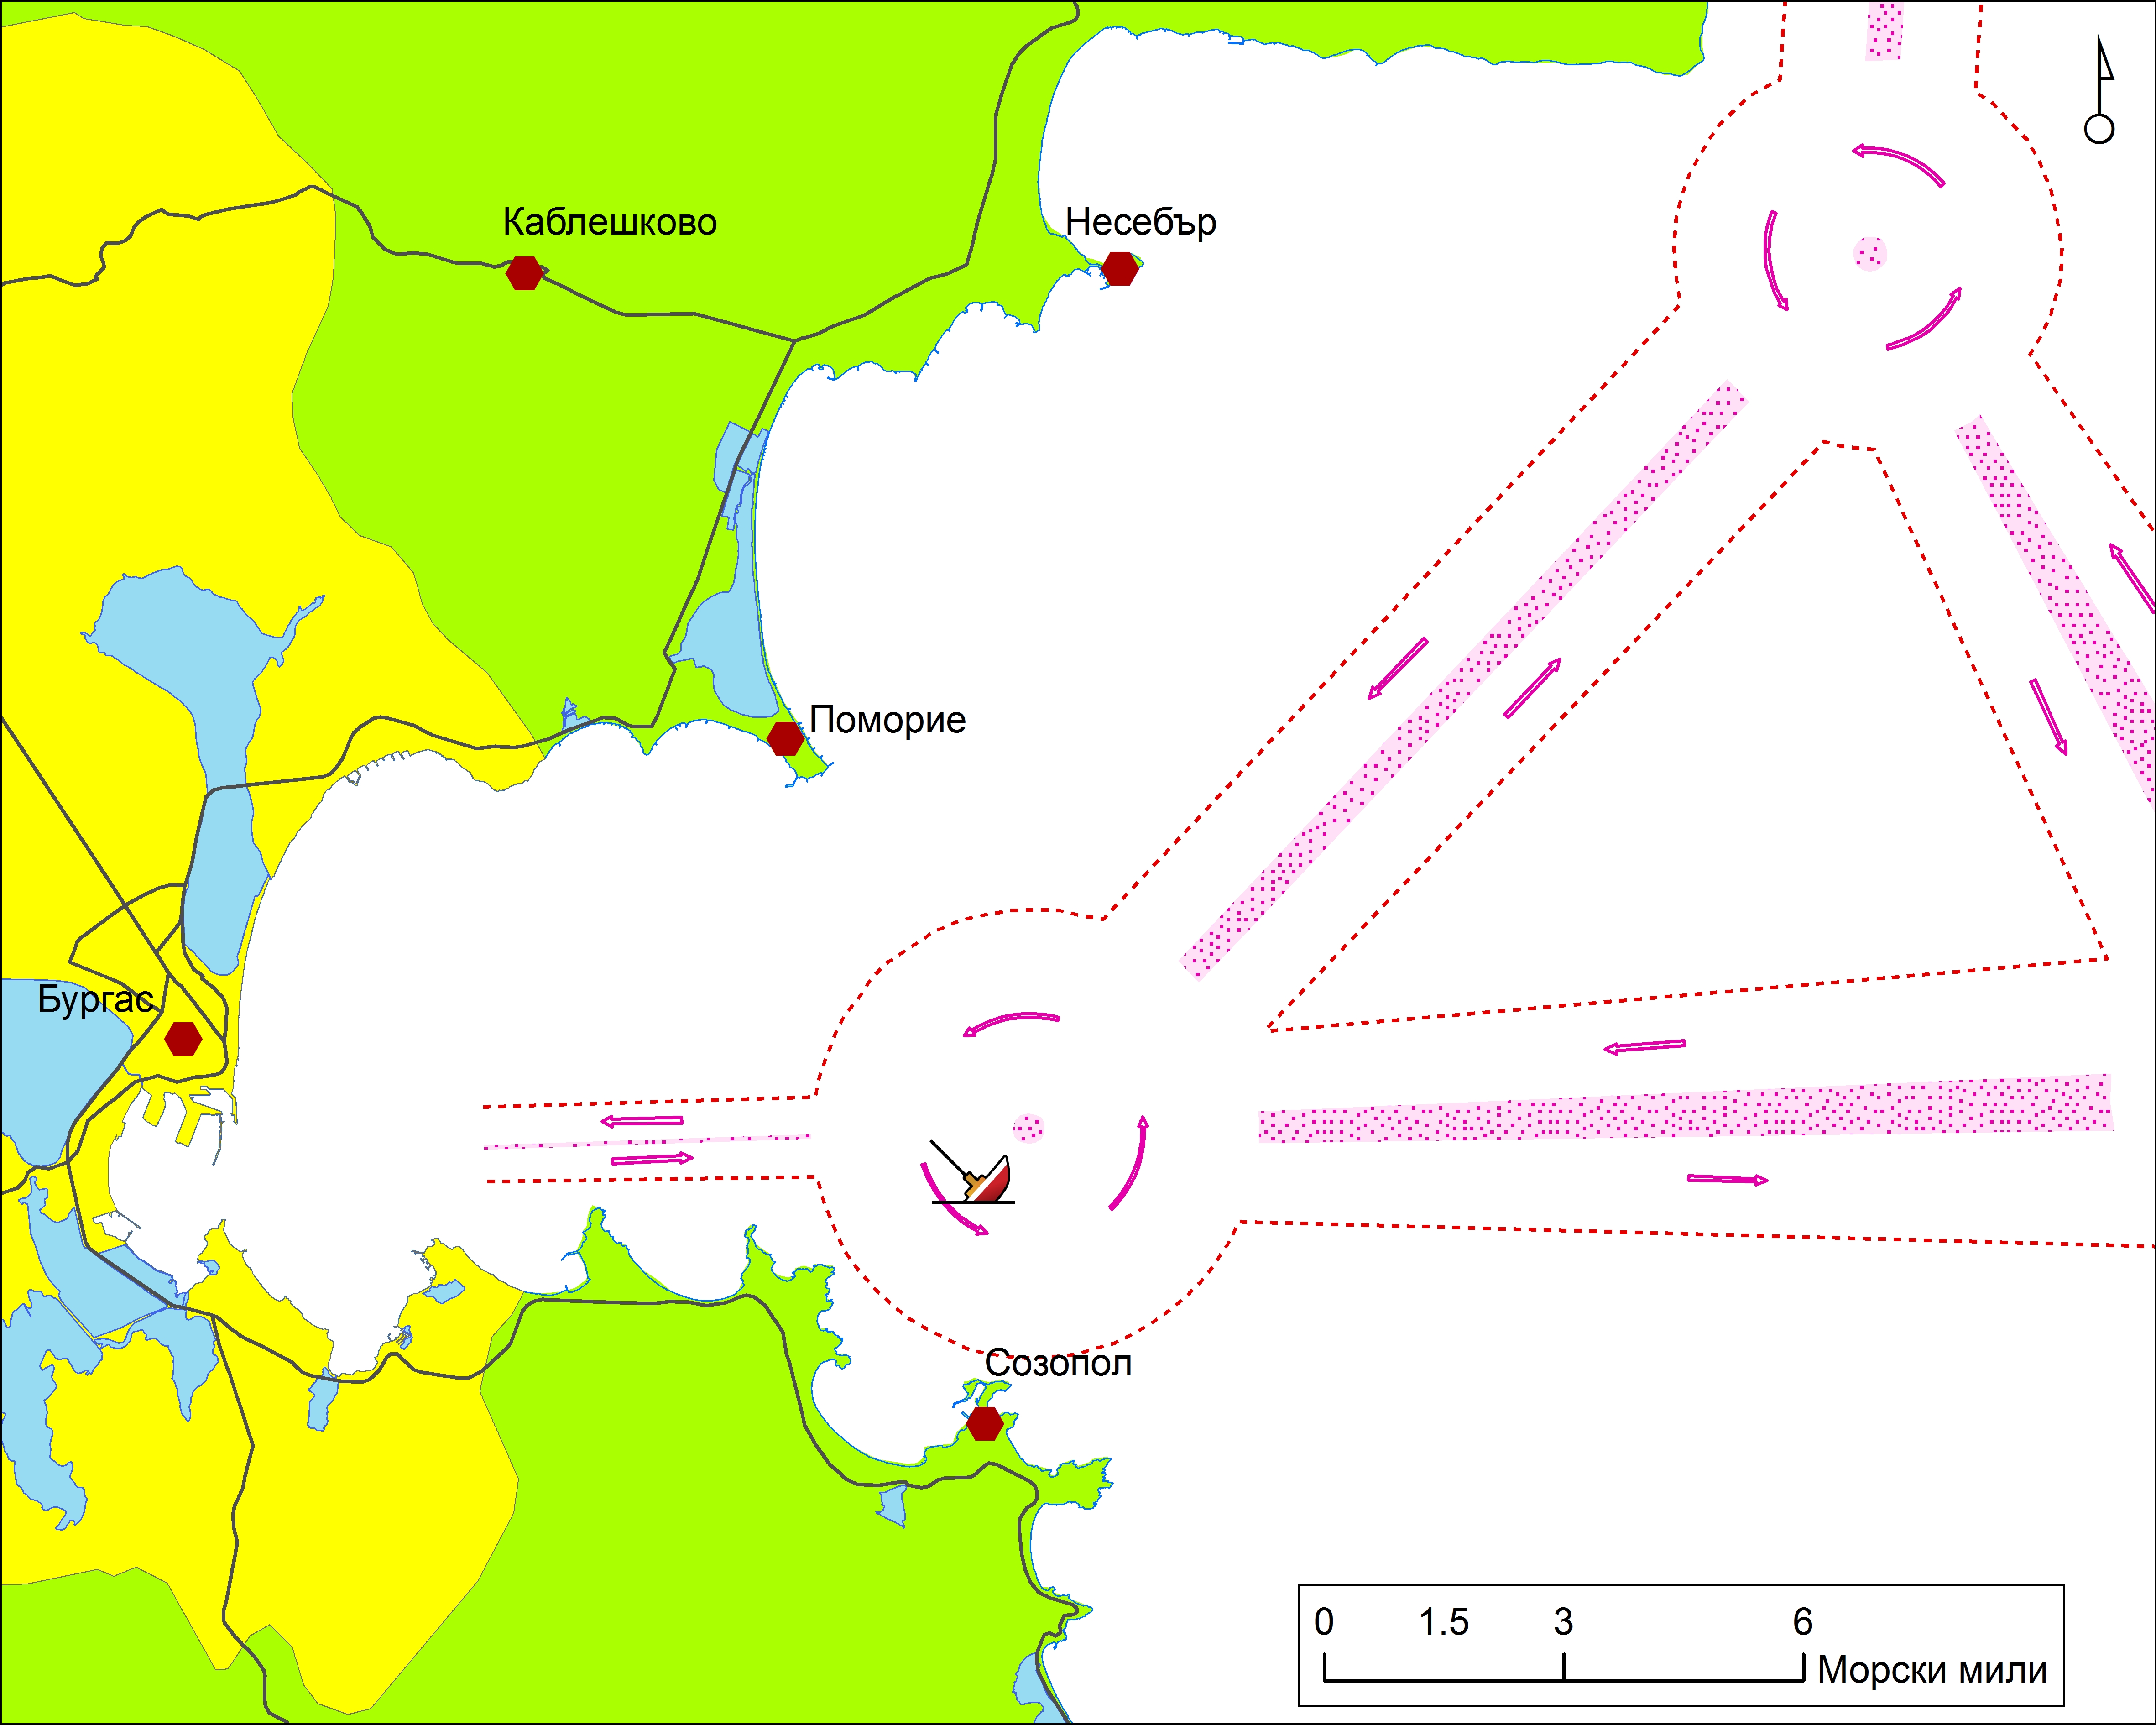 Каблешково
Несебър
Поморие
Бургас
Созопол
0 1.5 3 6
Морски мили